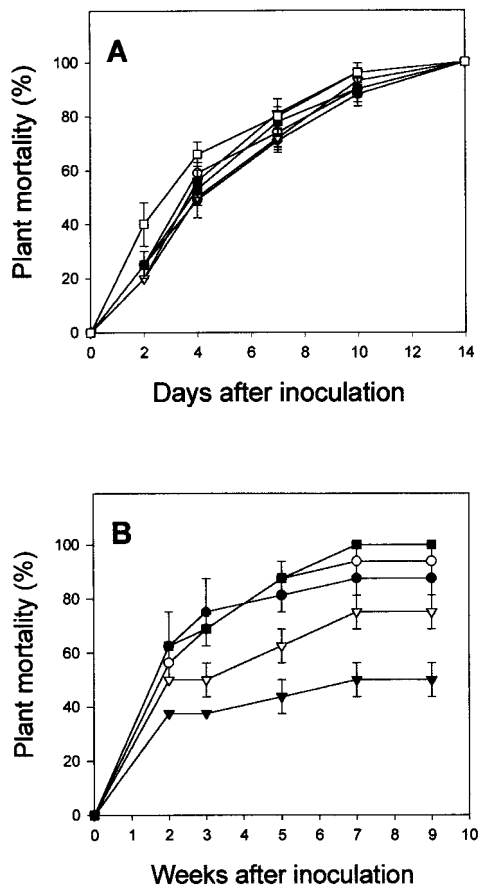 A
Plant mortality (%)
100
80
60
40
20
0
0 2 4 6 8 10 12 14
Days after inoculation
B
Plant mortality (%)
100
80
60
40
20
0
0 1 2 3 4 5 6 7 8 9 10
Weeks after inoculation